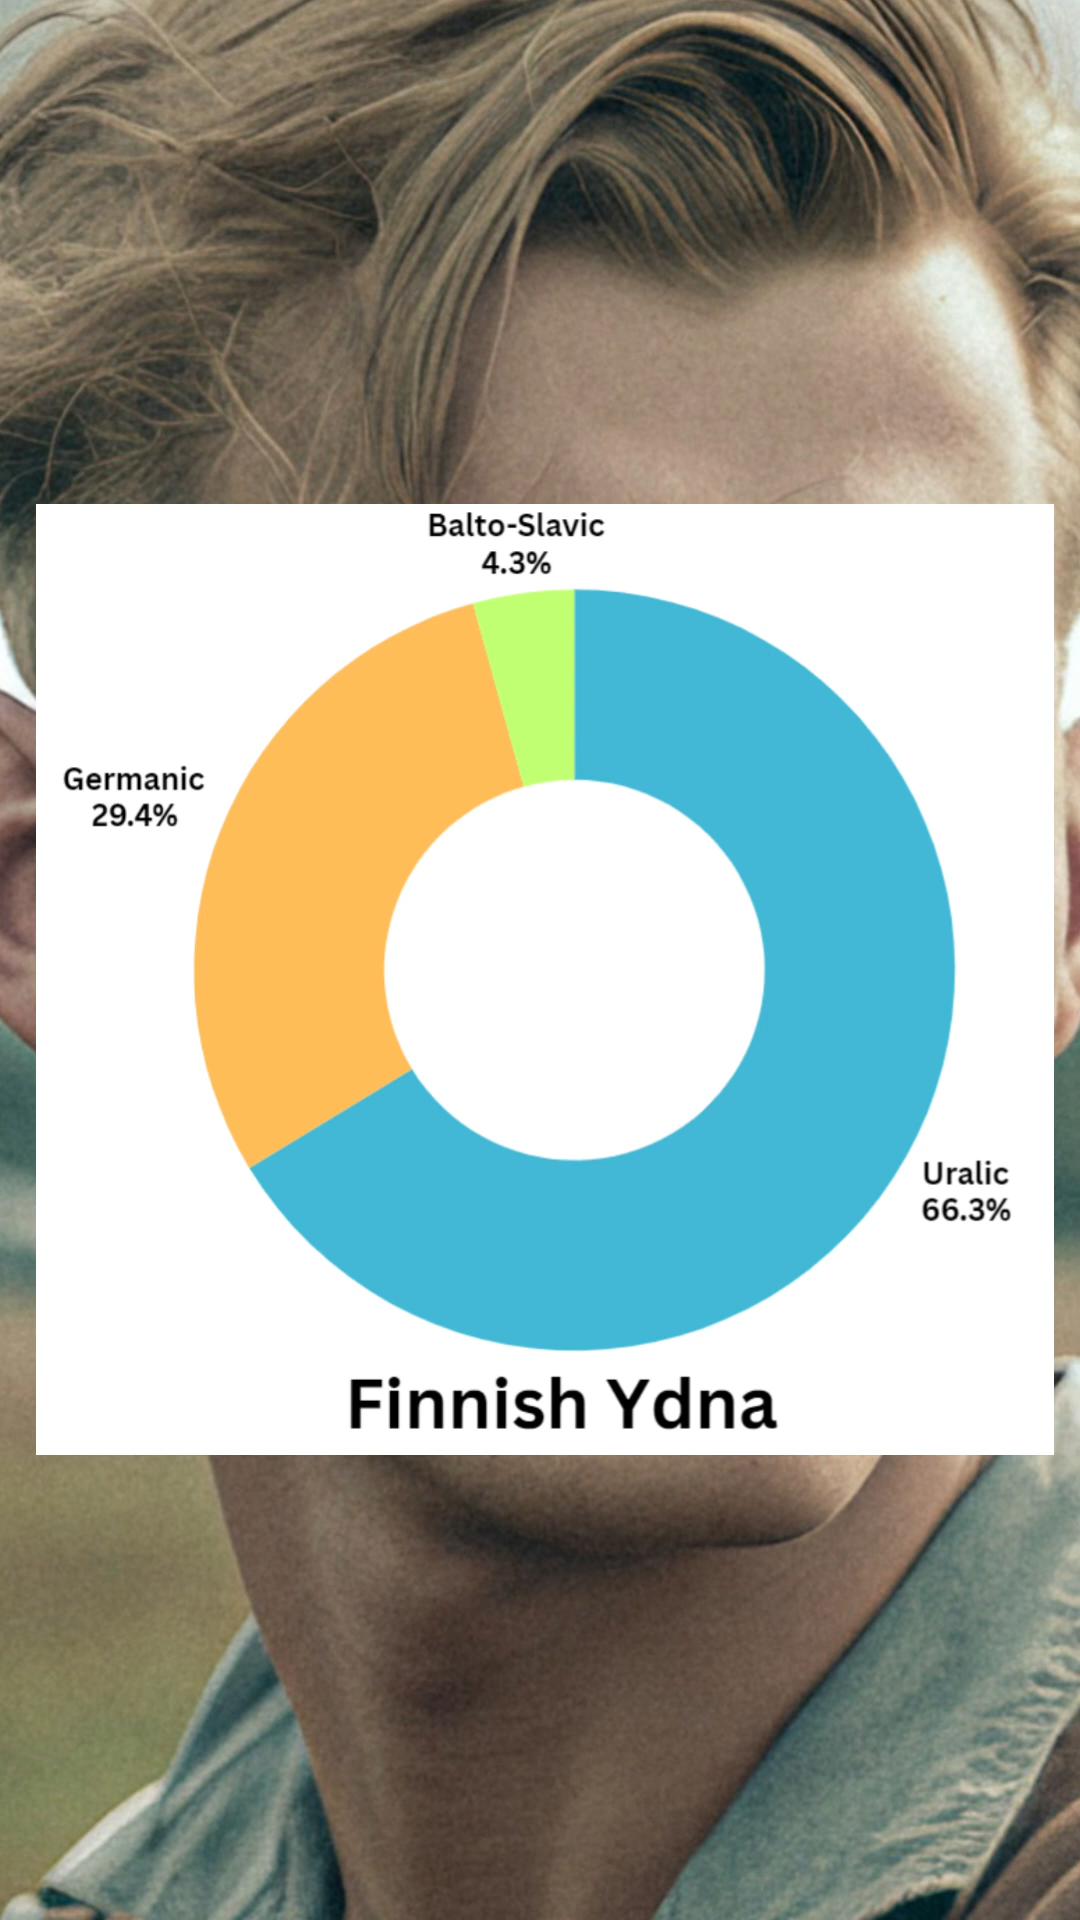 Balto-Slavic
4.3%
Germanic
29.4%
Uralic
66.3%
Finnish Ydna